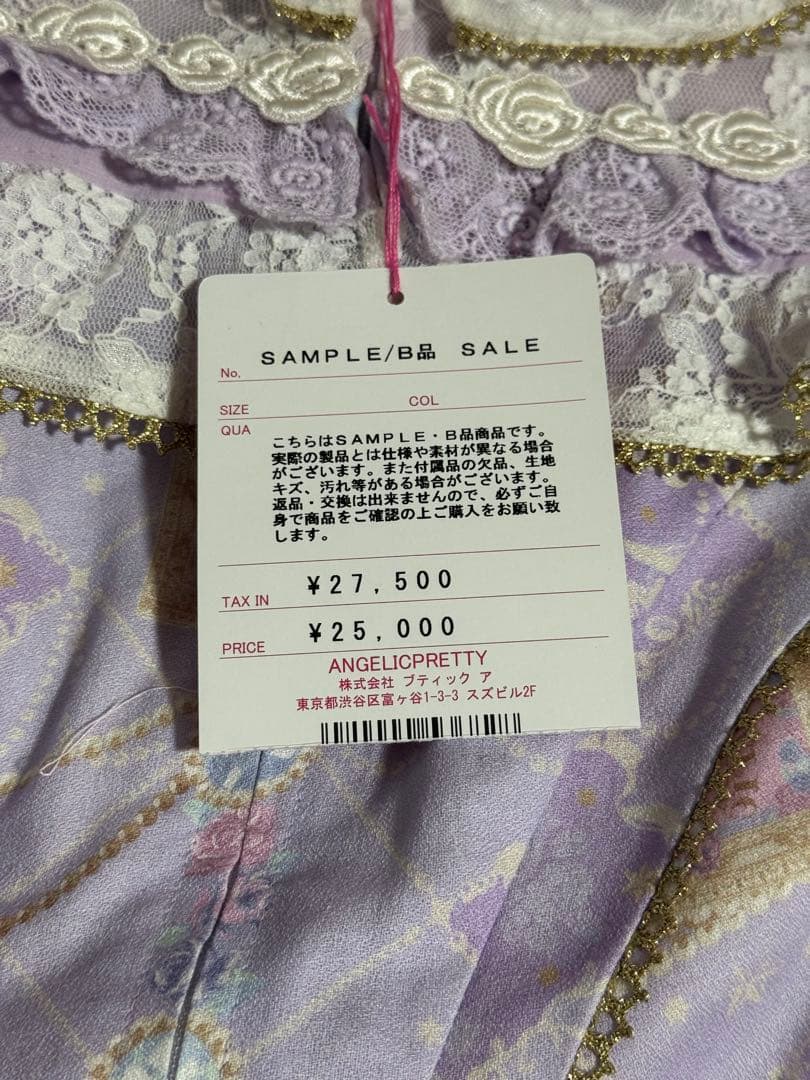 No. SAMPLE/B品 SALE
SIZE COL
QUA
こちらはSAMPLE・B品商品です。
実際の製品とは仕様や素材が異なる場合
がございます。また付属品の欠品、生地
キズ、汚れ等がある場合がございます。
返品・交換は出来ませんので、必ずご自
身で商品をご確認の上ご購入をお願い致
します。
TAX IN ¥27,500
PRICE ¥25,000
ANGELICPRETTY
株式会社 ブティック ア
東京都渋谷区富ヶ谷1-3-3 スズビル2F